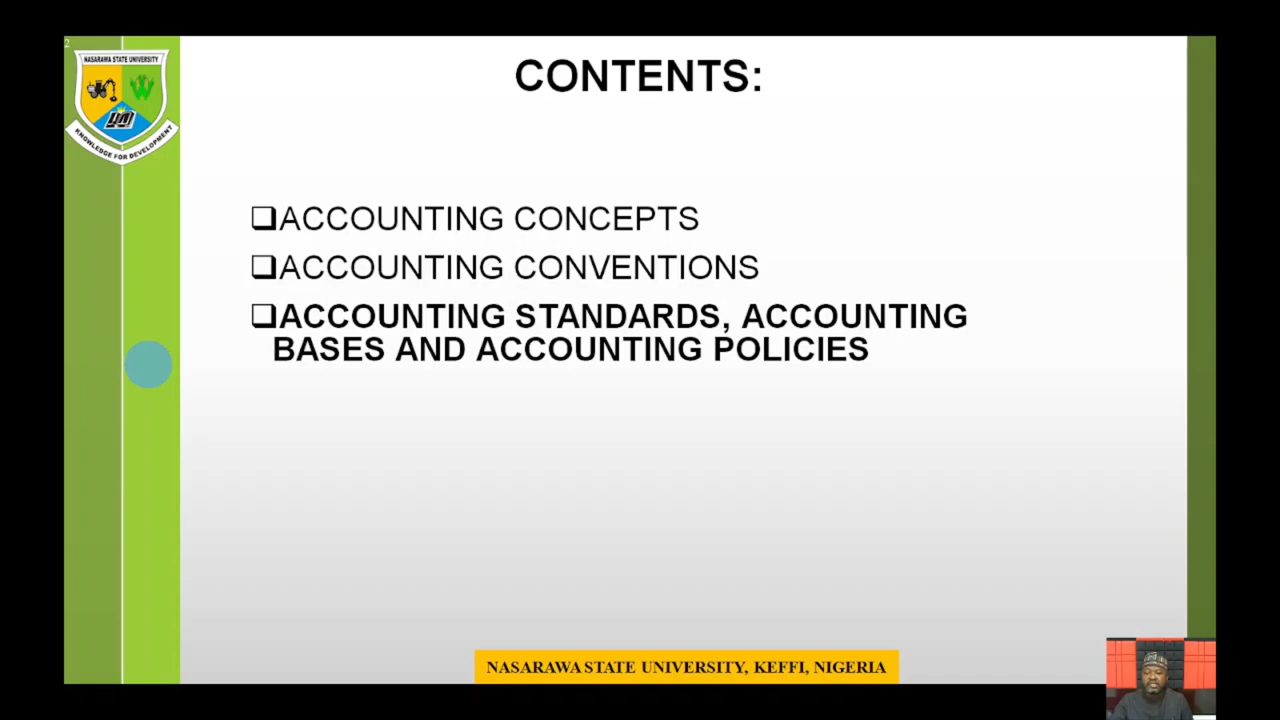 2
NASARAWA STATE UNIVERSITY
KNOWLEDGE FOR DEVELOPMENT
CONTENTS:
❑ACCOUNTING CONCEPTS
❑ACCOUNTING CONVENTIONS
❑ACCOUNTING STANDARDS, ACCOUNTING
BASES AND ACCOUNTING POLICIES
NASARAWA STATE UNIVERSITY, KEFFI, NIGERIA